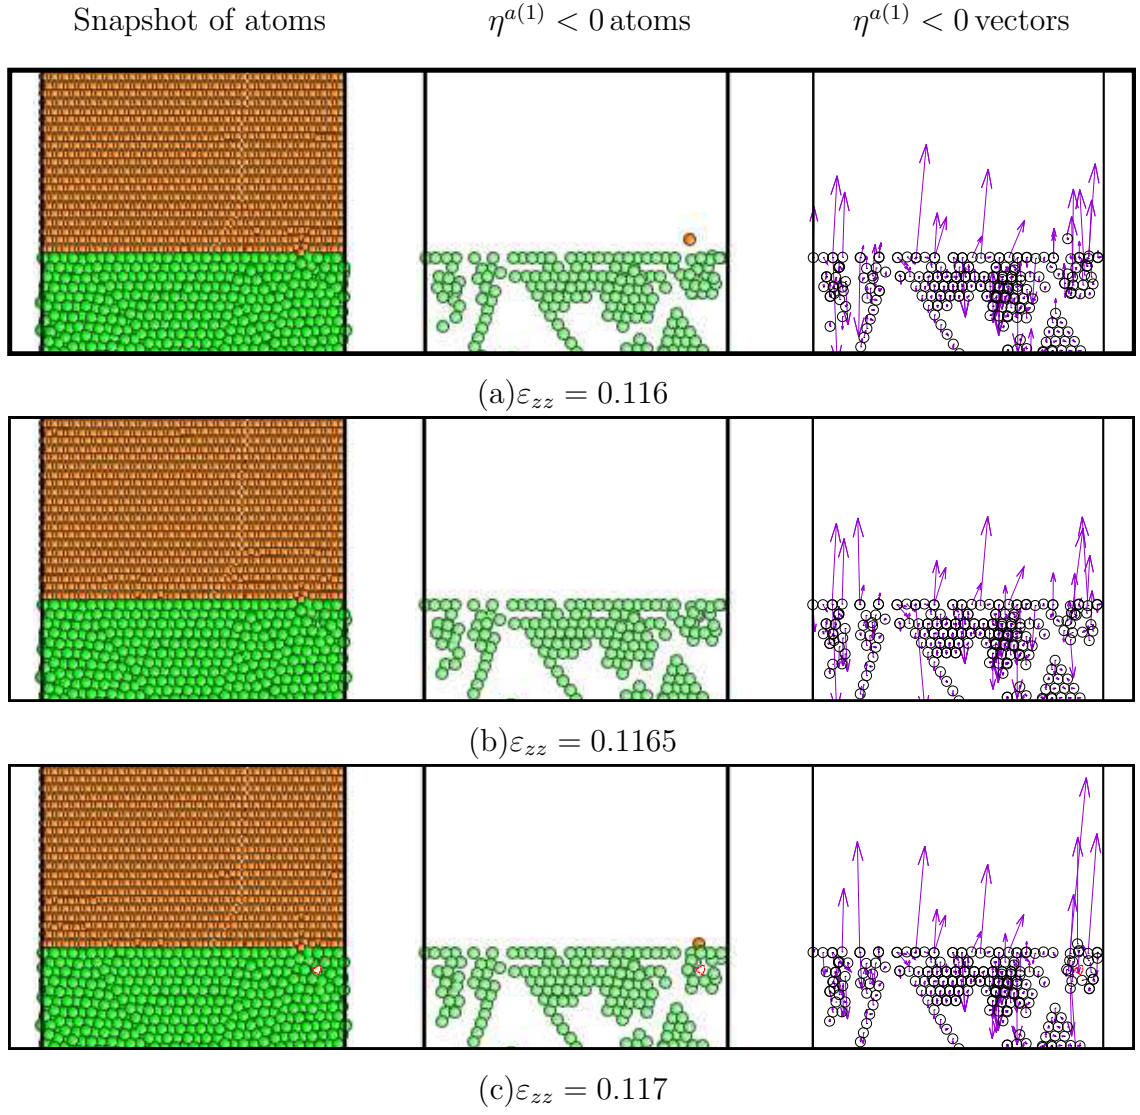 Snapshot of atoms η^{a(1)} < 0 atoms η^{a(1)} < 0 vectors
(a)ε_{zz} = 0.116
(b)ε_{zz} = 0.1165
(c)ε_{zz} = 0.117